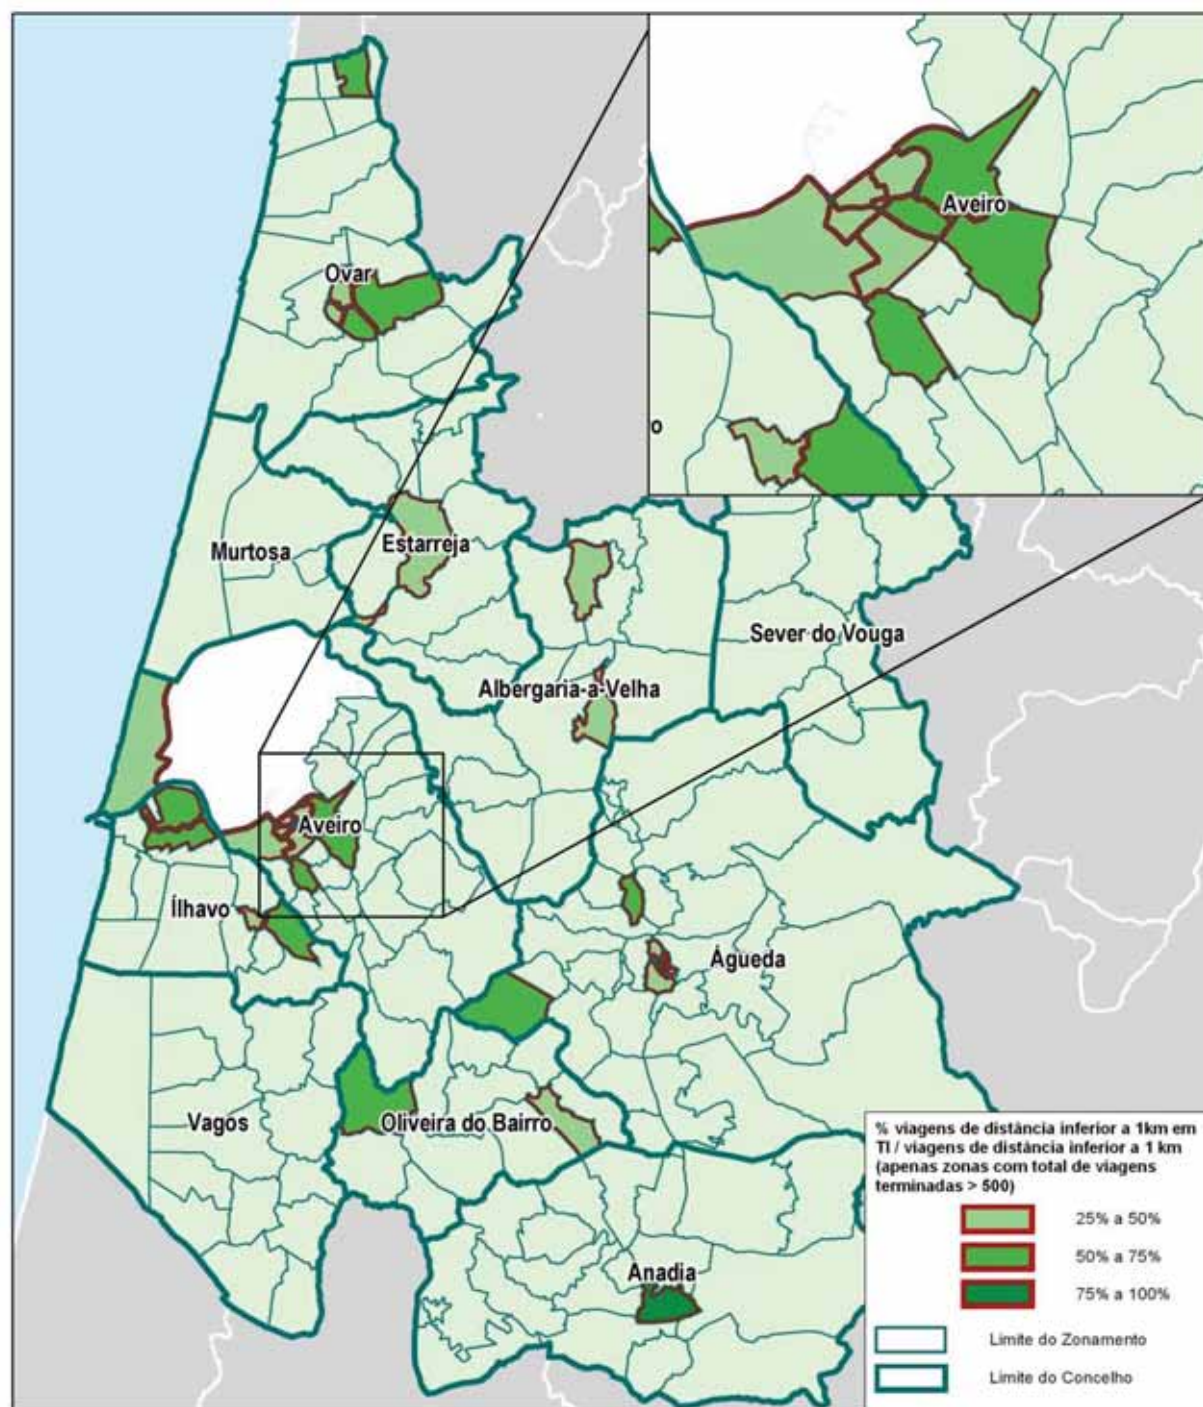 Ovar
Aveiro
o
Murtosa
Estarreja
Sever do Vouga
Albergaria-a-Velha
Aveiro
Ílhavo
Águeda
Vagos
Oliveira do Bairro
Anadia
% viagens de distância inferior a 1km em
TI / viagens de distância inferior a 1 km
(apenas zonas com total de viagens
terminadas > 500)
25% a 50%
50% a 75%
75% a 100%
Limite do Zonamento
Limite do Concelho